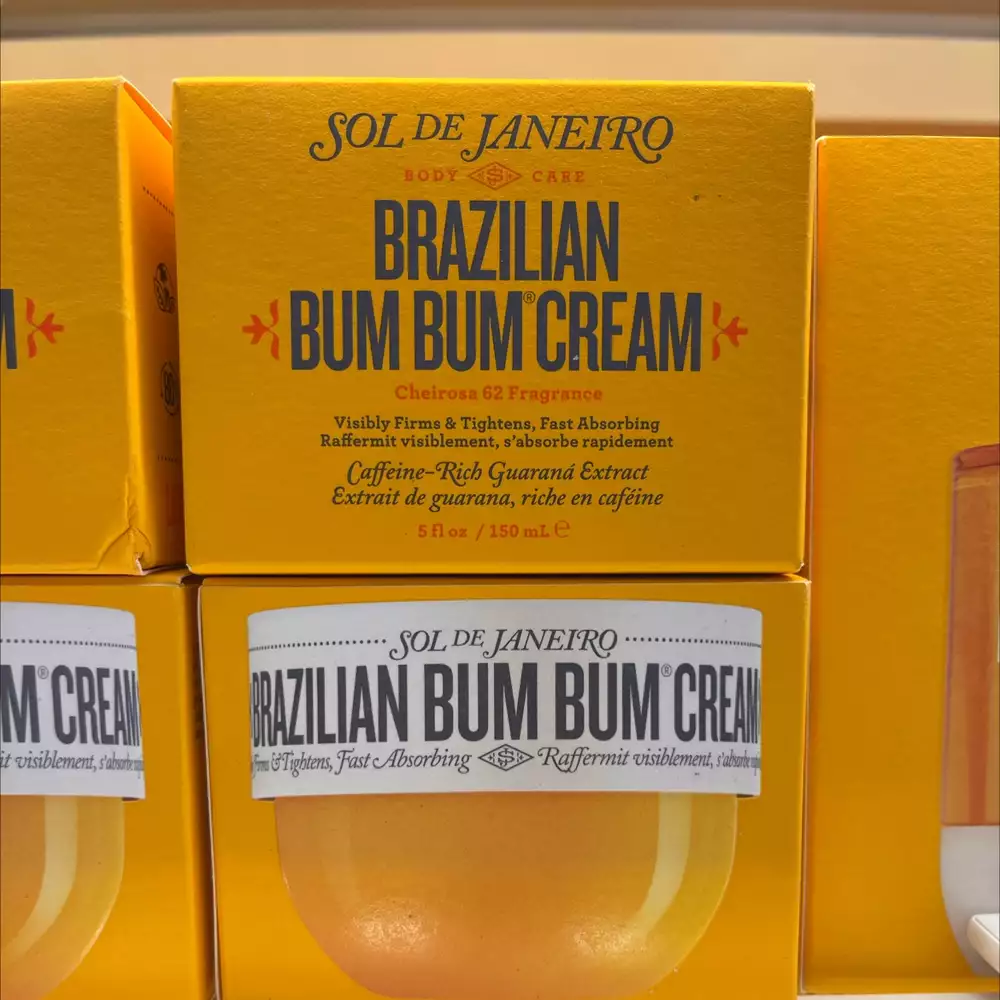 SOL DE JANEIRO
BODY CARE
BRAZILIAN
BUM BUM® CREAM
Cheirosa 62 Fragrance
Visibly Firms & Tightens, Fast Absorbing
Raffermit visiblement, s'absorbe rapidement
Caffeine-Rich Guaraná Extract
Extrait de guarana, riche en caféine
5 fl oz / 150 mL ℮
SOL DE JANEIRO
BRAZILIAN BUM BUM® CREAM
& Tightens, Fast Absorbing Raffermit visiblement, s'absorbe
M
M® CREAM
it visiblement, s'absorbe